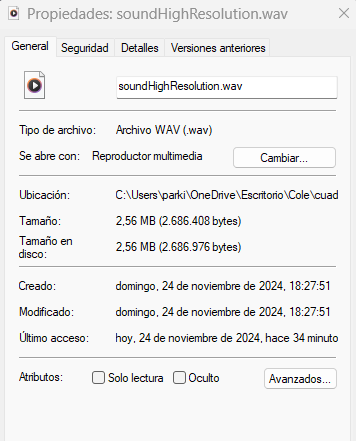 Propiedades: soundHighResolution.wav
General Seguridad Detalles Versiones anteriores
soundHighResolution.wav
Tipo de archivo: Archivo WAV (.wav)
Se abre con: Reproductor multimedia Cambiar...
Ubicación: C:\Users\parki\OneDrive\Escritorio\Cole\cuad
Tamaño: 2,56 MB (2.686.408 bytes)
Tamaño en
disco: 2,56 MB (2.686.976 bytes)
Creado: domingo, 24 de noviembre de 2024, 18:27:51
Modificado: domingo, 24 de noviembre de 2024, 18:27:51
Último acceso: hoy, 24 de noviembre de 2024, hace 34 minuto
Atributos: Solo lectura Oculto Avanzados...